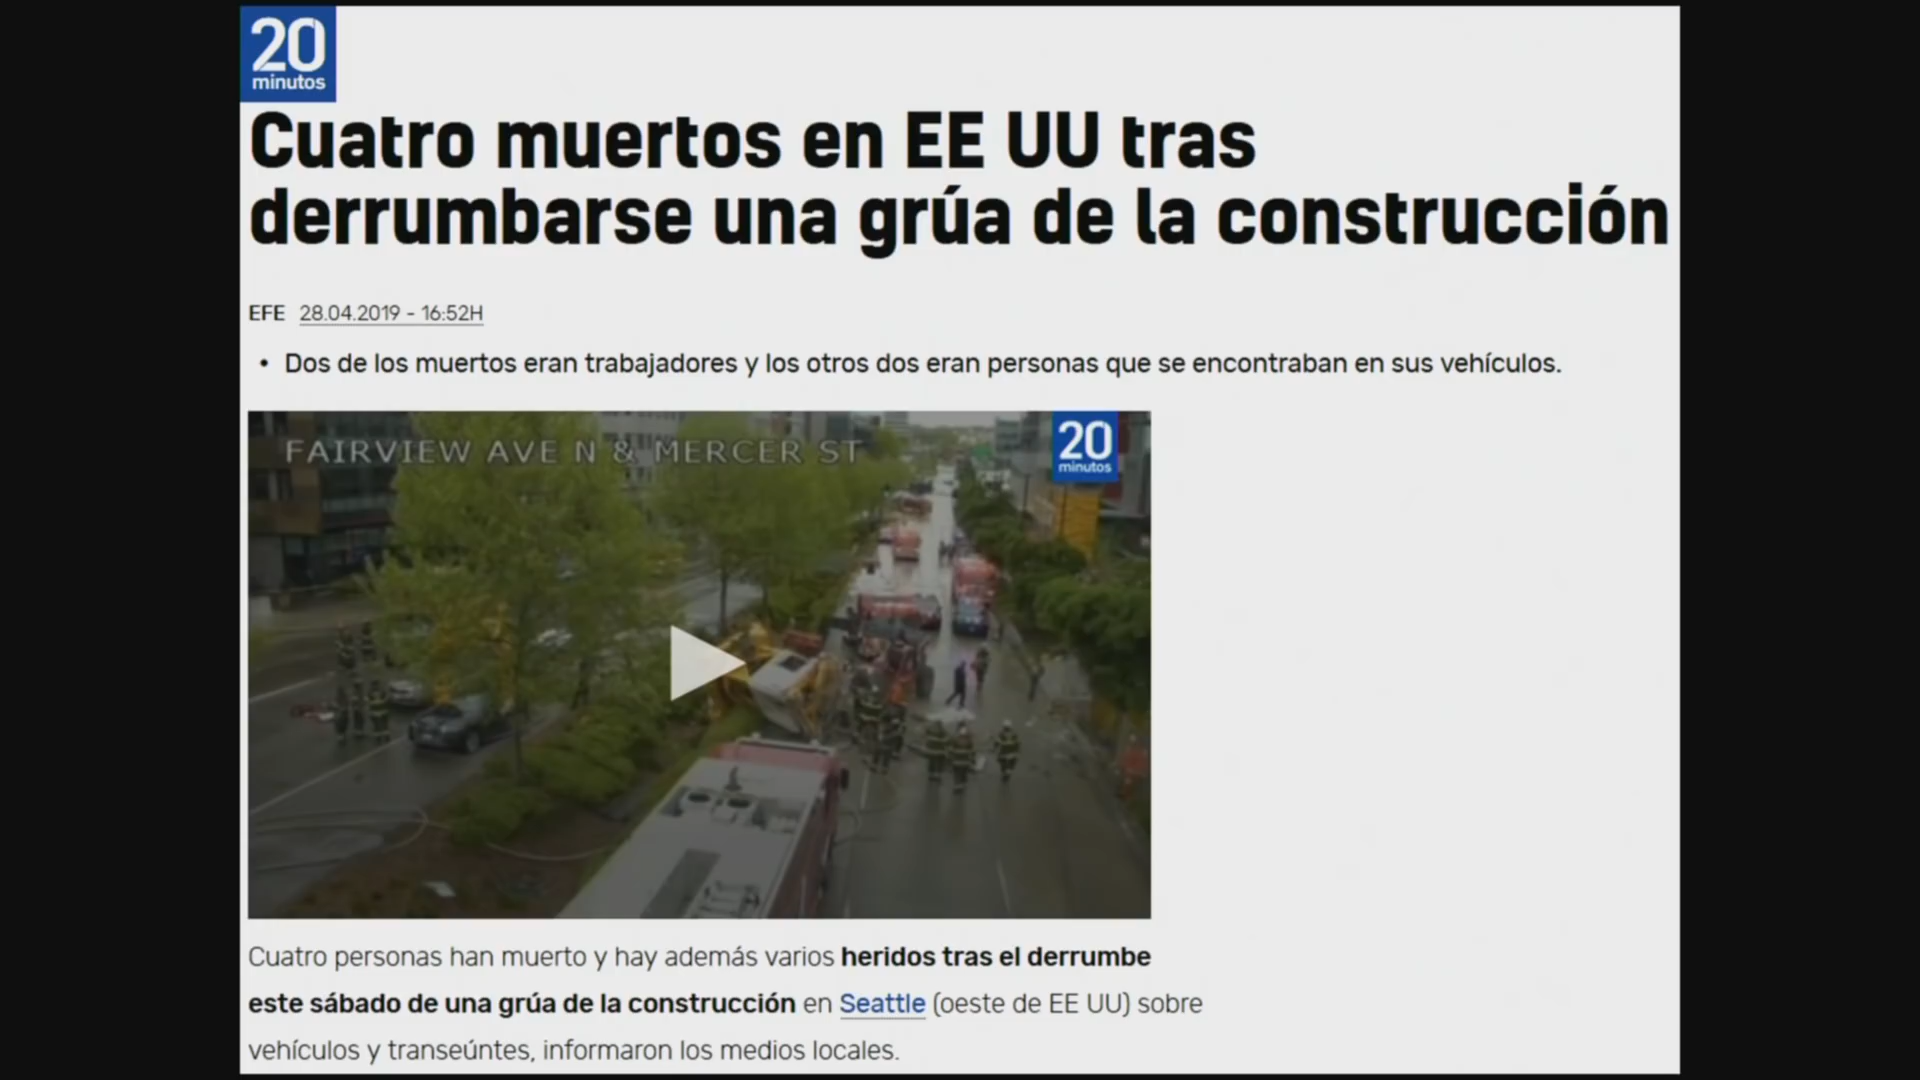 20
minutos
Cuatro muertos en EE UU tras
derrumbarse una grúa de la construcción
EFE 28.04.2019 - 16:52H
• Dos de los muertos eran trabajadores y los otros dos eran personas que se encontraban en sus vehículos.
FAIRVIEW AVE N & MERCER ST
20
minutos
Cuatro personas han muerto y hay además varios heridos tras el derrumbe
este sábado de una grúa de la construcción en Seattle (oeste de EE UU) sobre
vehículos y transeúntes, informaron los medios locales.